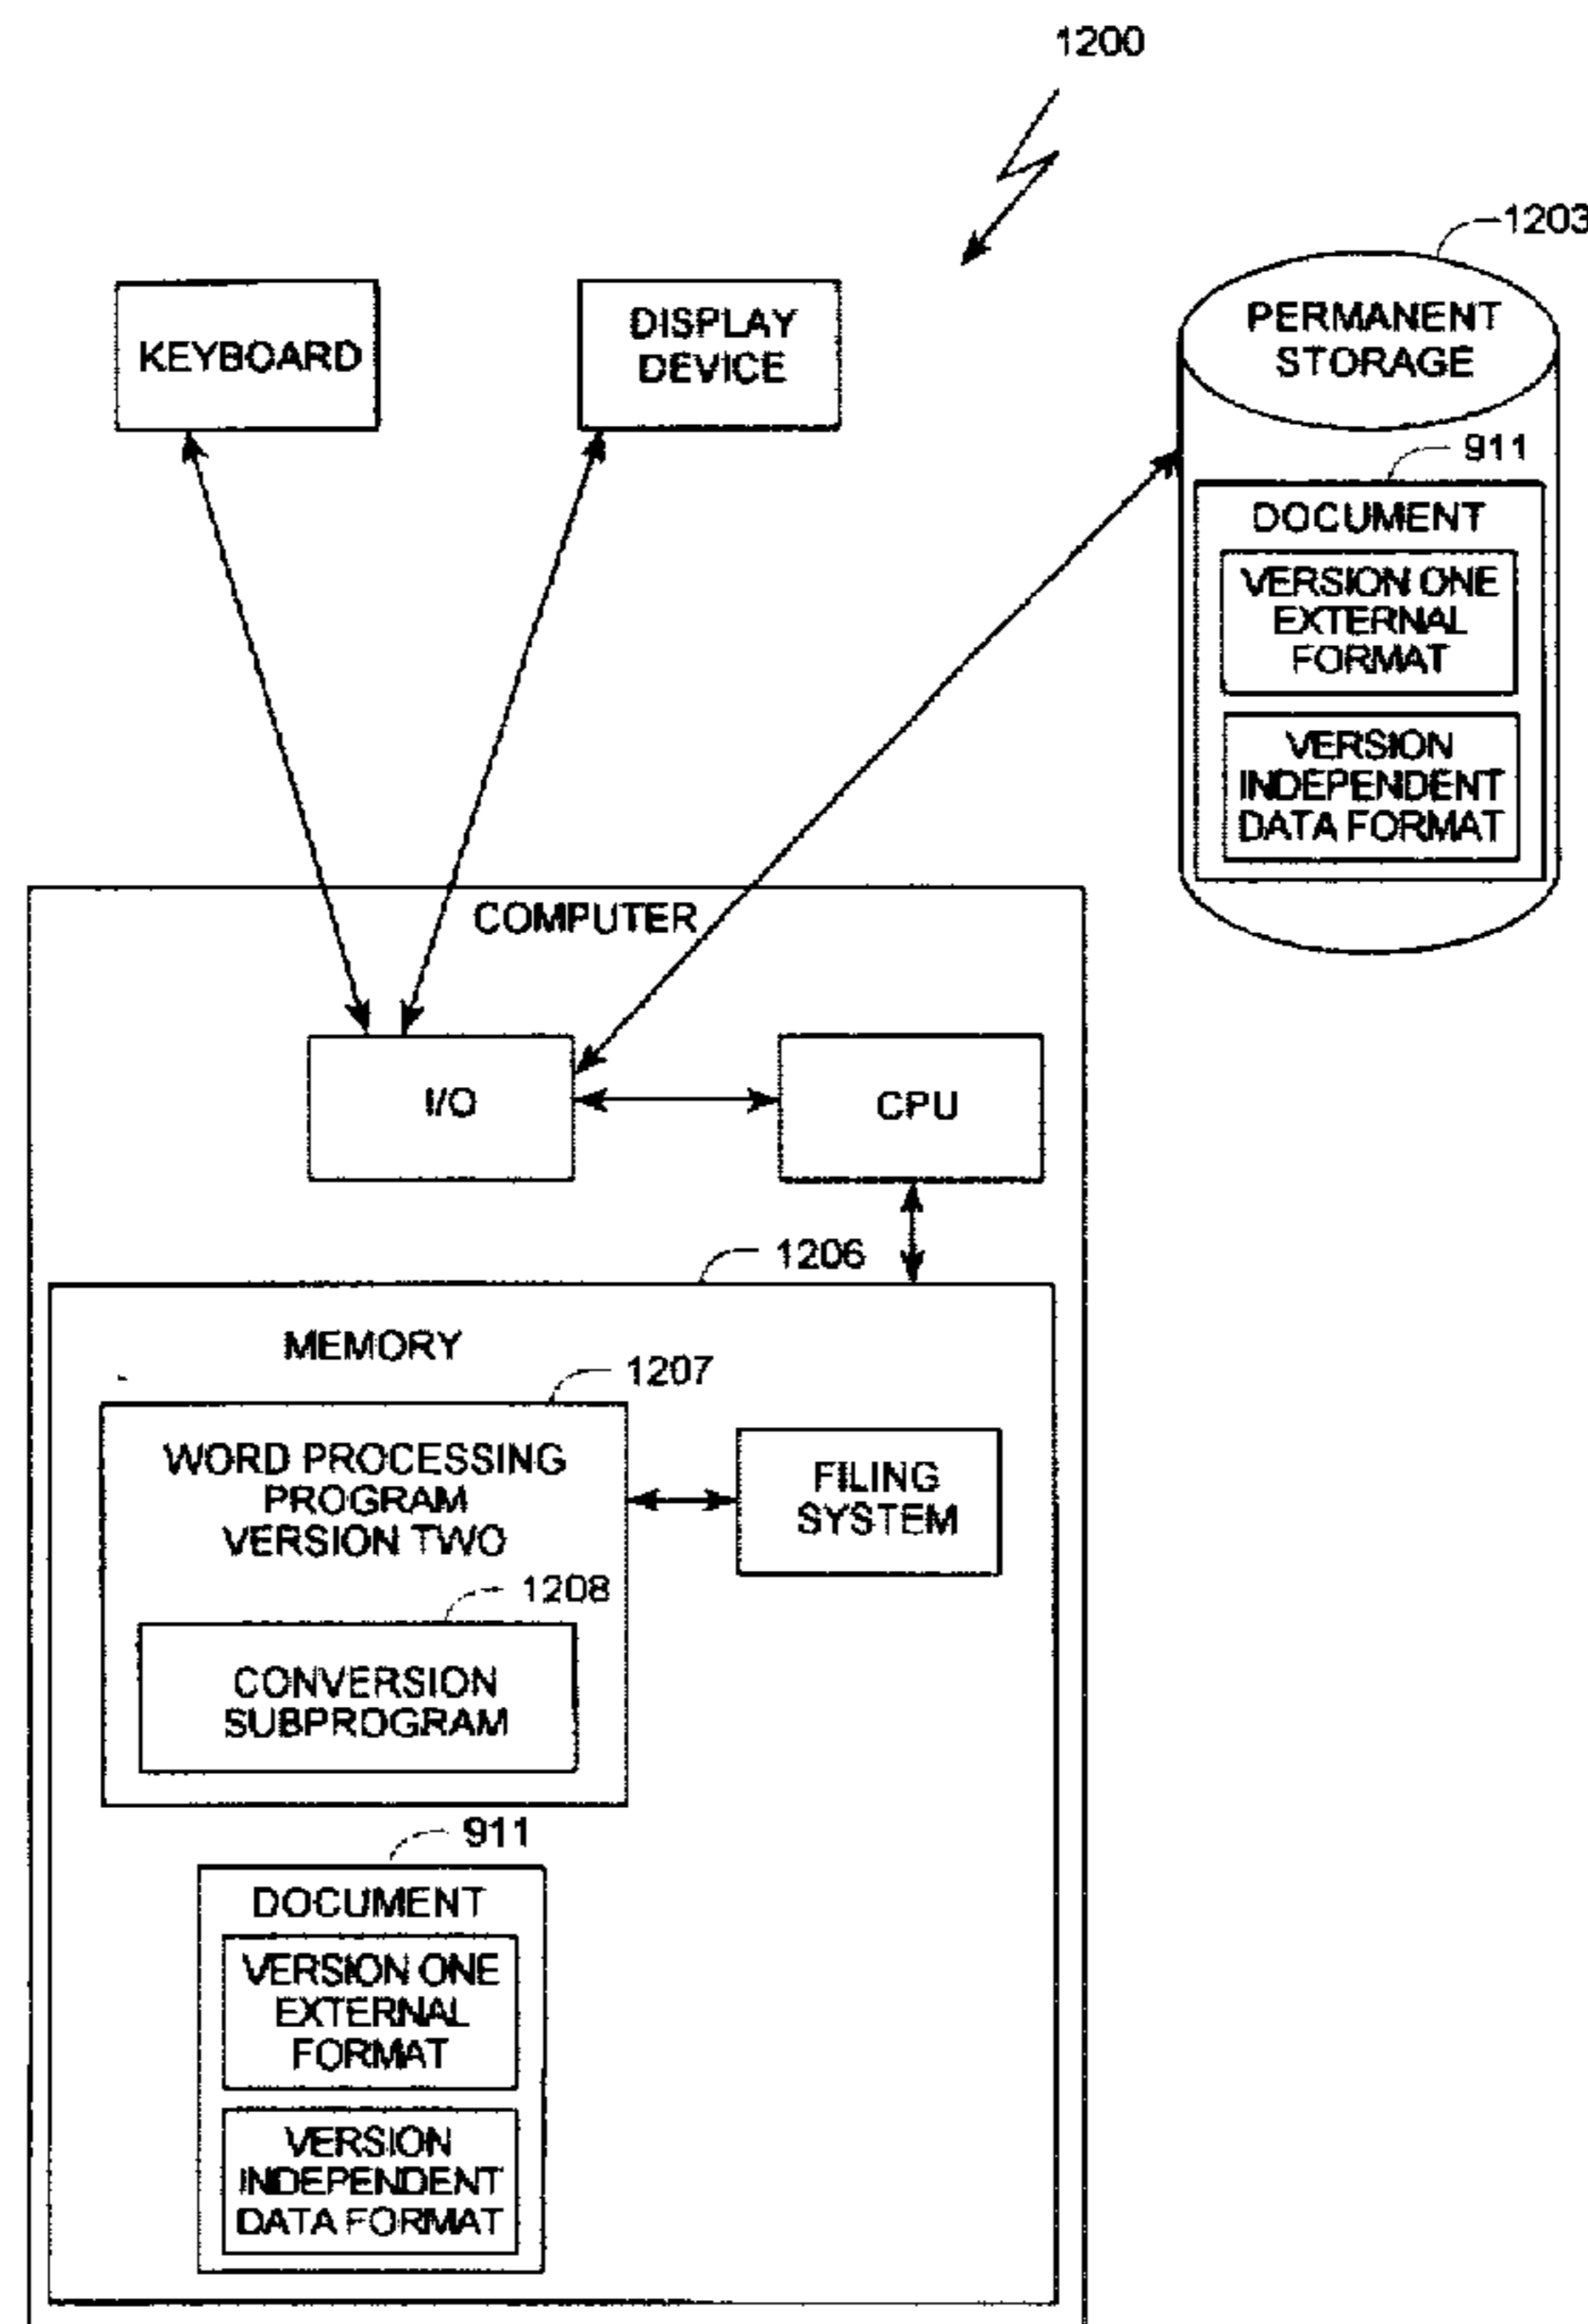 1200
1203
KEYBOARD
DISPLAY
DEVICE
PERMANENT
STORAGE
911
DOCUMENT
VERSION ONE
EXTERNAL
FORMAT
VERSION
INDEPENDENT
DATA FORMAT
COMPUTER
I/O
CPU
1206
MEMORY
1207
WORD PROCESSING
PROGRAM
VERSION TWO
FILING
SYSTEM
1208
CONVERSION
SUBPROGRAM
911
DOCUMENT
VERSION ONE
EXTERNAL
FORMAT
VERSION
INDEPENDENT
DATA FORMAT